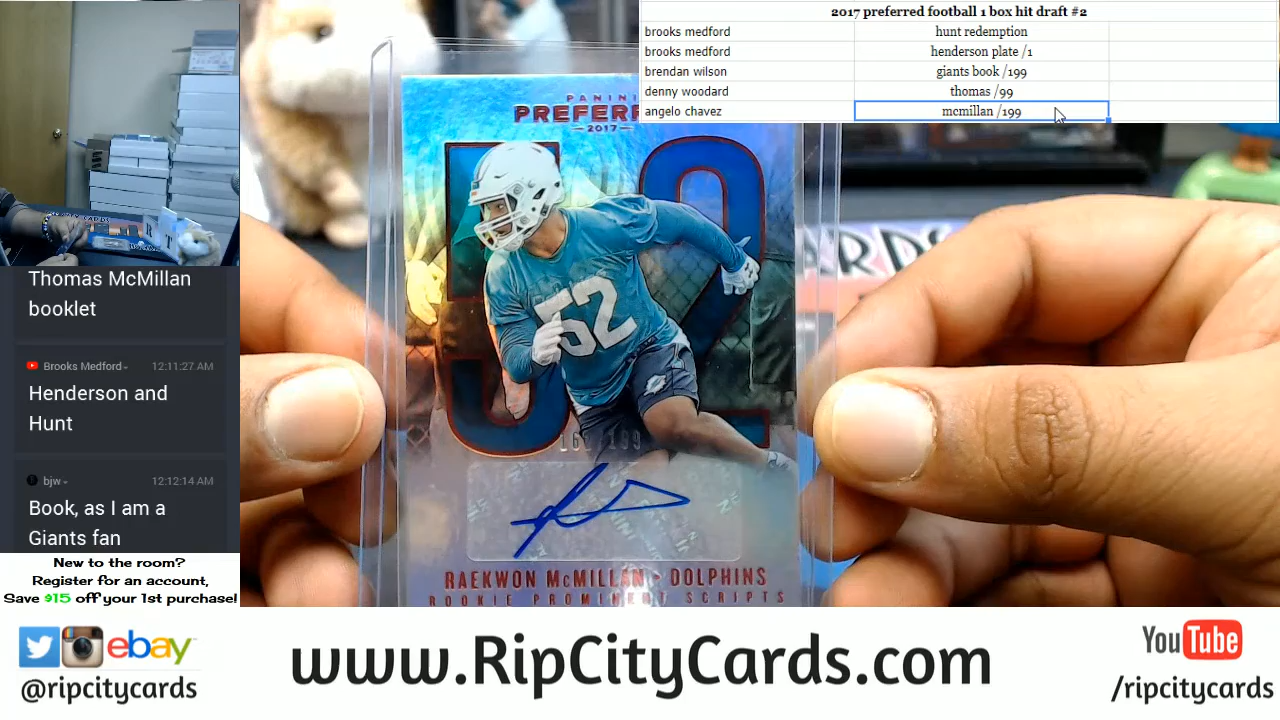 2017 preferred football 1 box hit draft #2
brooks medford hunt redemption
brooks medford henderson plate /1
brendan wilson giants book /199
denny woodard thomas /99
angelo chavez mcmillan /199
PANINI
PREFER
2017
52
52
RAEKWON McMILLAN • DOLPHINS
ROOKIE PROMINENT SCRIPTS
ARDS
Thomas McMillan
booklet
Brooks Medford 12:11:27 AM
Henderson and
Hunt
bjw 12:12:14 AM
Book, as I am a
Giants fan
New to the room?
Register for an account,
Save $15 off your 1st purchase!
ebay
@ripcitycards
www.RipCityCards.com
YouTube
/ripcitycards